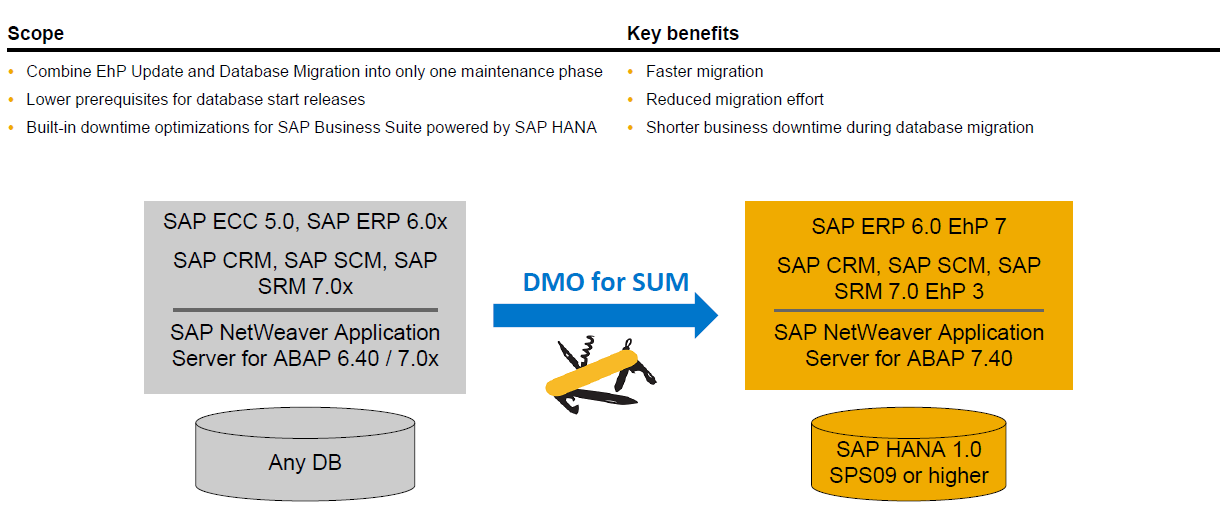 Scope
Combine EhP Update and Database Migration into only one maintenance phase
Lower prerequisites for database start releases
Built-in downtime optimizations for SAP Business Suite powered by SAP HANA
Key benefits
Faster migration
Reduced migration effort
Shorter business downtime during database migration
SAP ECC 5.0, SAP ERP 6.0x
SAP CRM, SAP SCM, SAP
SRM 7.0x
SAP NetWeaver Application
Server for ABAP 6.40 / 7.0x
Any DB
DMO for SUM
SAP ERP 6.0 EhP 7
SAP CRM, SAP SCM, SAP
SRM 7.0 EhP 3
SAP NetWeaver Application
Server for ABAP 7.40
SAP HANA 1.0
SPS09 or higher